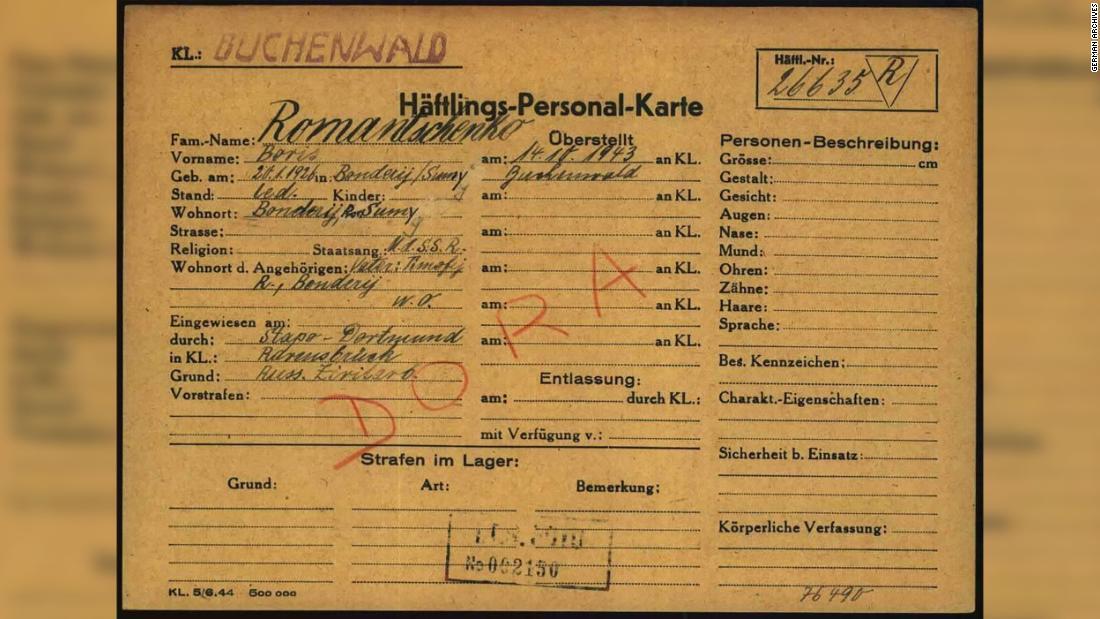 GERMAN ARCHIVES
KL.: BUCHENWALD
Häftl.-Nr.:
26635 R
Häftlings-Personal-Karte
Fam.-Name: Romantschenko
Vorname: Boris
Geb. am: 20.1.1926 in: Bonderij/Sumy
Stand: led. Kinder:
Wohnort: Bonderij, Sumy
Strasse:
Religion: Staatsang.: U.d.S.S.R.
Wohnort d. Angehörigen: Vater: Timofij
R., Bonderij
w.o.
Eingewiesen am:
durch: Stapo-Dortmund
in KL.:
Grund: Russ.
Vorstrafen:
Überstellt
am: 14.10.1943 an KL.
am: an KL.
am: an KL.
am: an KL.
am: an KL.
am: an KL.
DORA
Entlassung:
am: durch KL.:
mit Verfügung v.:
Personen-Beschreibung:
Grösse: cm
Gestalt:
Gesicht:
Augen:
Nase:
Mund:
Ohren:
Zähne:
Haare:
Sprache:
Bes. Kennzeichen:
Charakt.-Eigenschaften:
Sicherheit b. Einsatz:
Körperliche Verfassung:
Strafen im Lager:
Grund: Art: Bemerkung:
No 002150
KL. 5/6.44 500 000
76490